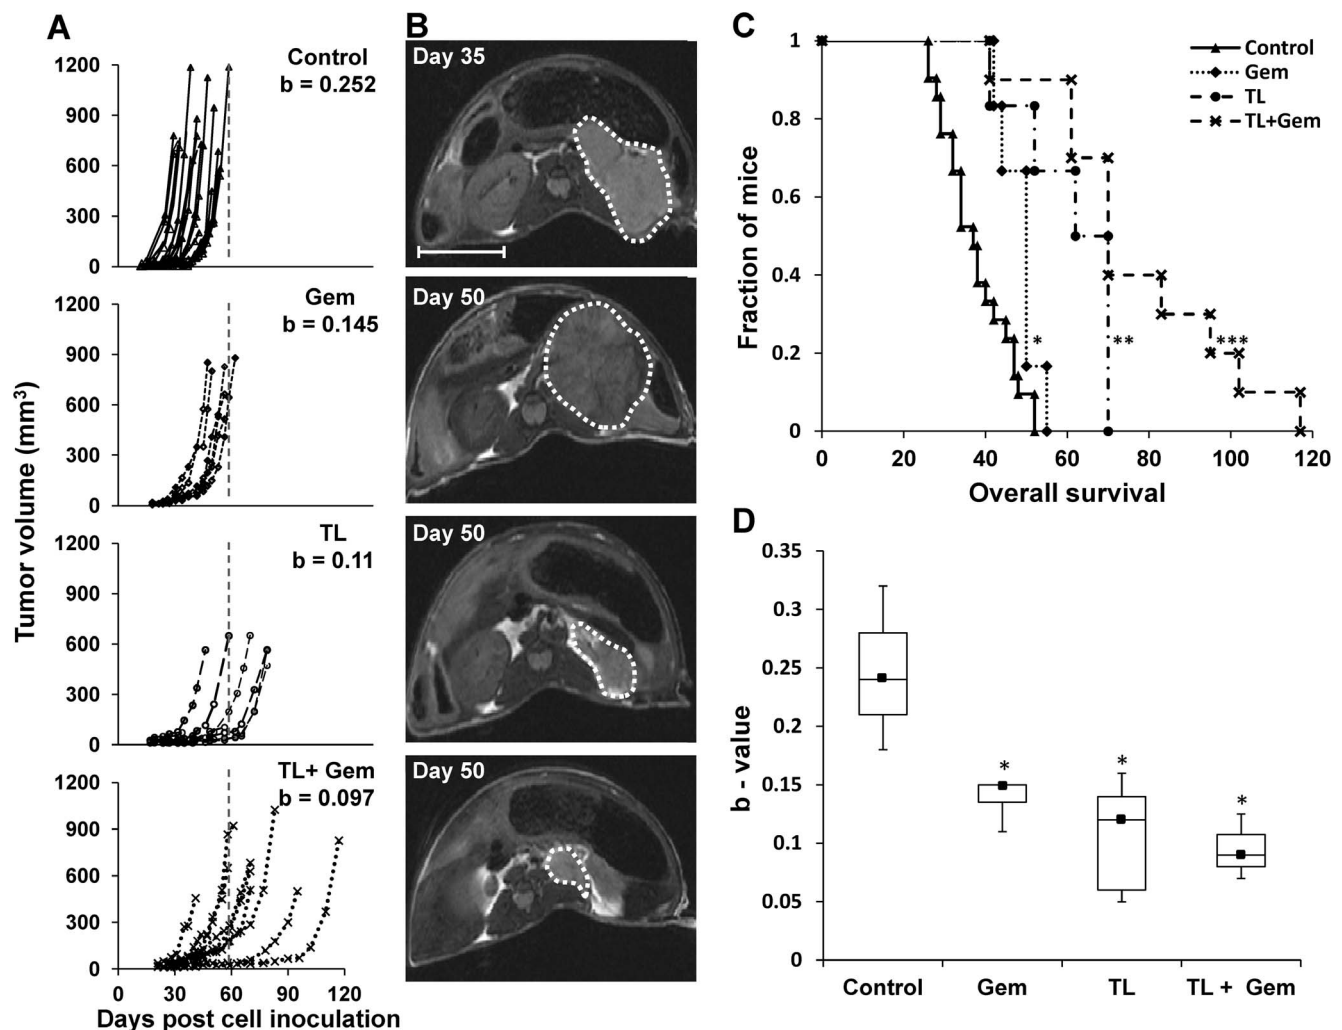 A
Control
b = 0.252
1200
900
600
300
0
Gem
b = 0.145
1200
900
600
300
0
TL
b = 0.11
1200
900
600
300
0
TL+ Gem
b = 0.097
1200
900
600
300
0
0 30 60 90 120
Tumor volume (mm³)
Days post cell inoculation
B
Day 35
Day 50
Day 50
Day 50
C
Control
Gem
TL
TL+Gem
1
0.8
0.6
0.4
0.2
0
* ** ***
0 20 40 60 80 100 120
Fraction of mice
Overall survival
D
0.35
0.3
0.25
0.2
0.15
0.1
0.05
0
* * *
b - value
Control Gem TL TL + Gem